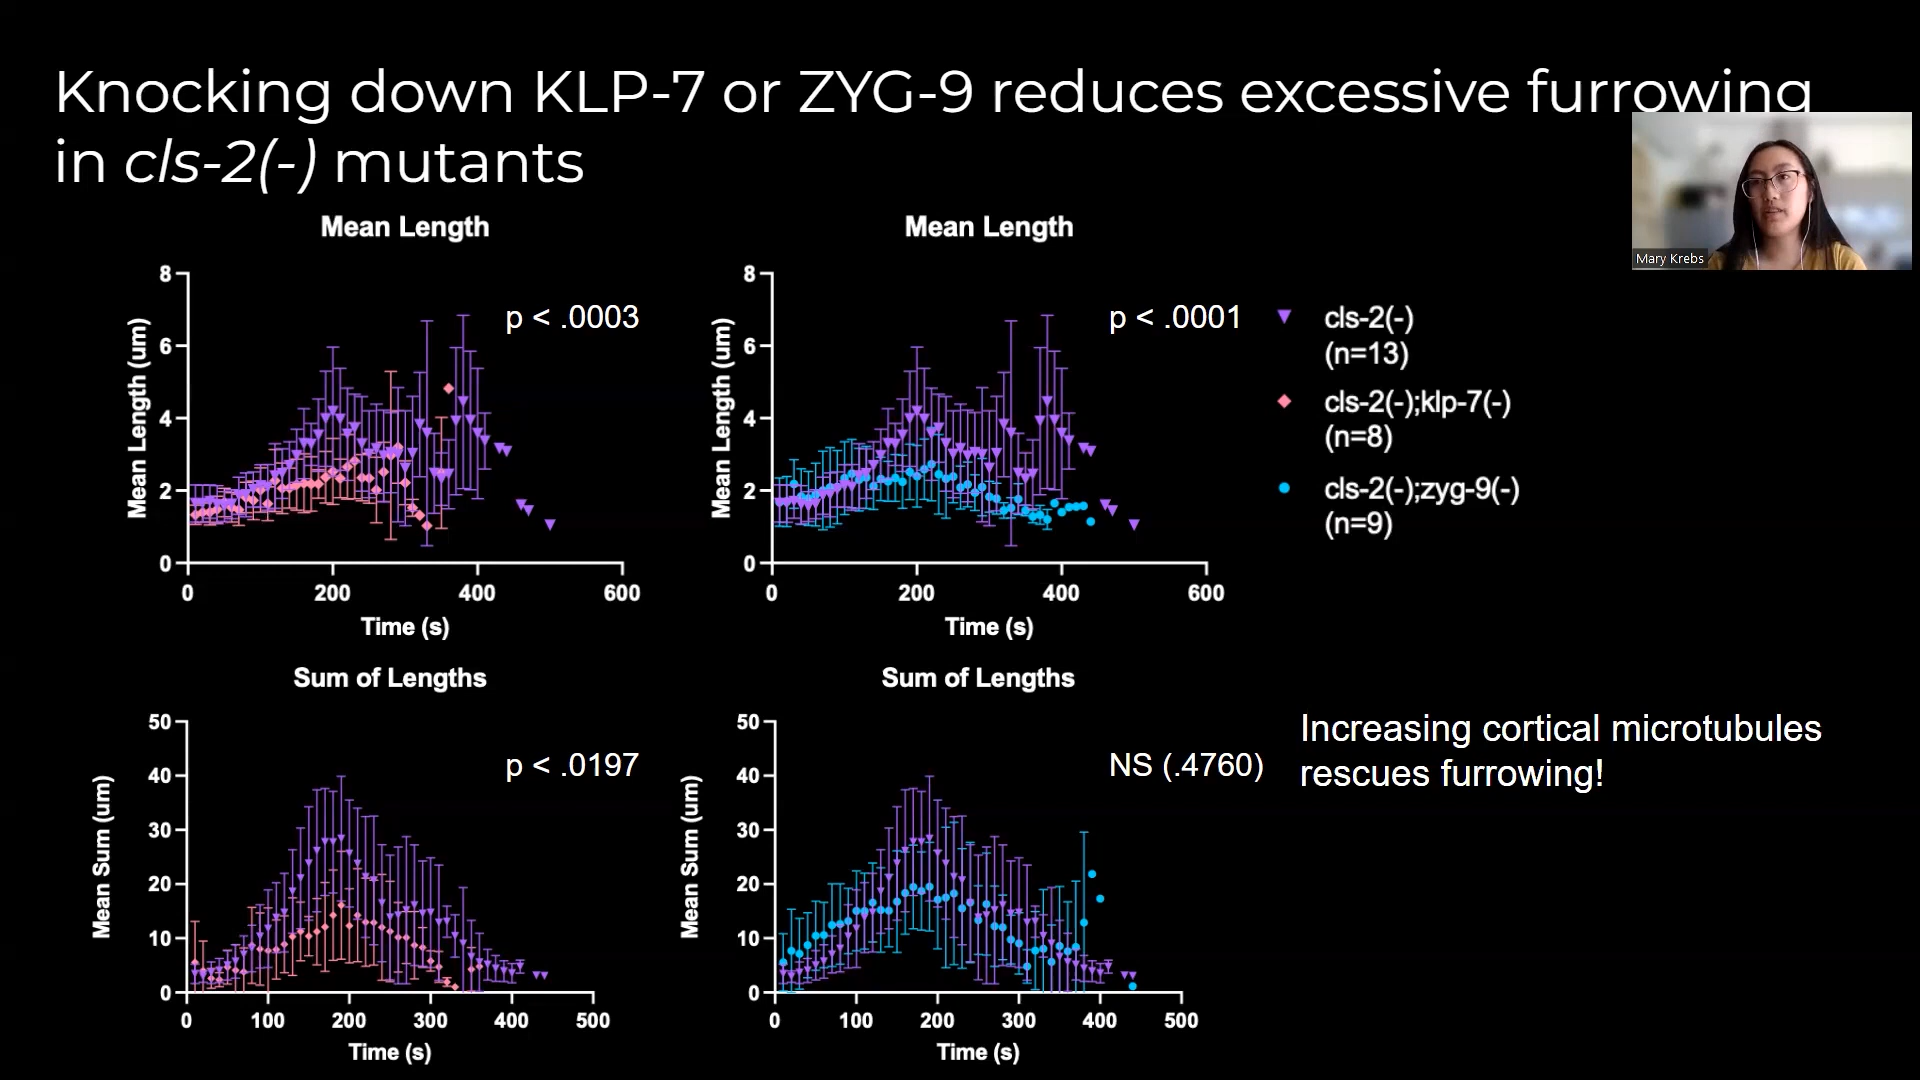 Knocking down KLP-7 or ZYG-9 reduces excessive furrowing
in cls-2(-) mutants
Mary Krebs
Mean Length
8
6
4
2
0
Mean Length (um)
p < .0003
0 200 400 600
Time (s)
Mean Length
8
6
4
2
0
Mean Length (um)
p < .0001
0 200 400 600
Time (s)
cls-2(-)
(n=13)
cls-2(-);klp-7(-)
(n=8)
cls-2(-);zyg-9(-)
(n=9)
Sum of Lengths
50
40
30
20
10
0
Mean Sum (um)
p < .0197
0 100 200 300 400 500
Time (s)
Sum of Lengths
50
40
30
20
10
0
Mean Sum (um)
NS (.4760)
0 100 200 300 400 500
Time (s)
Increasing cortical microtubules
rescues furrowing!